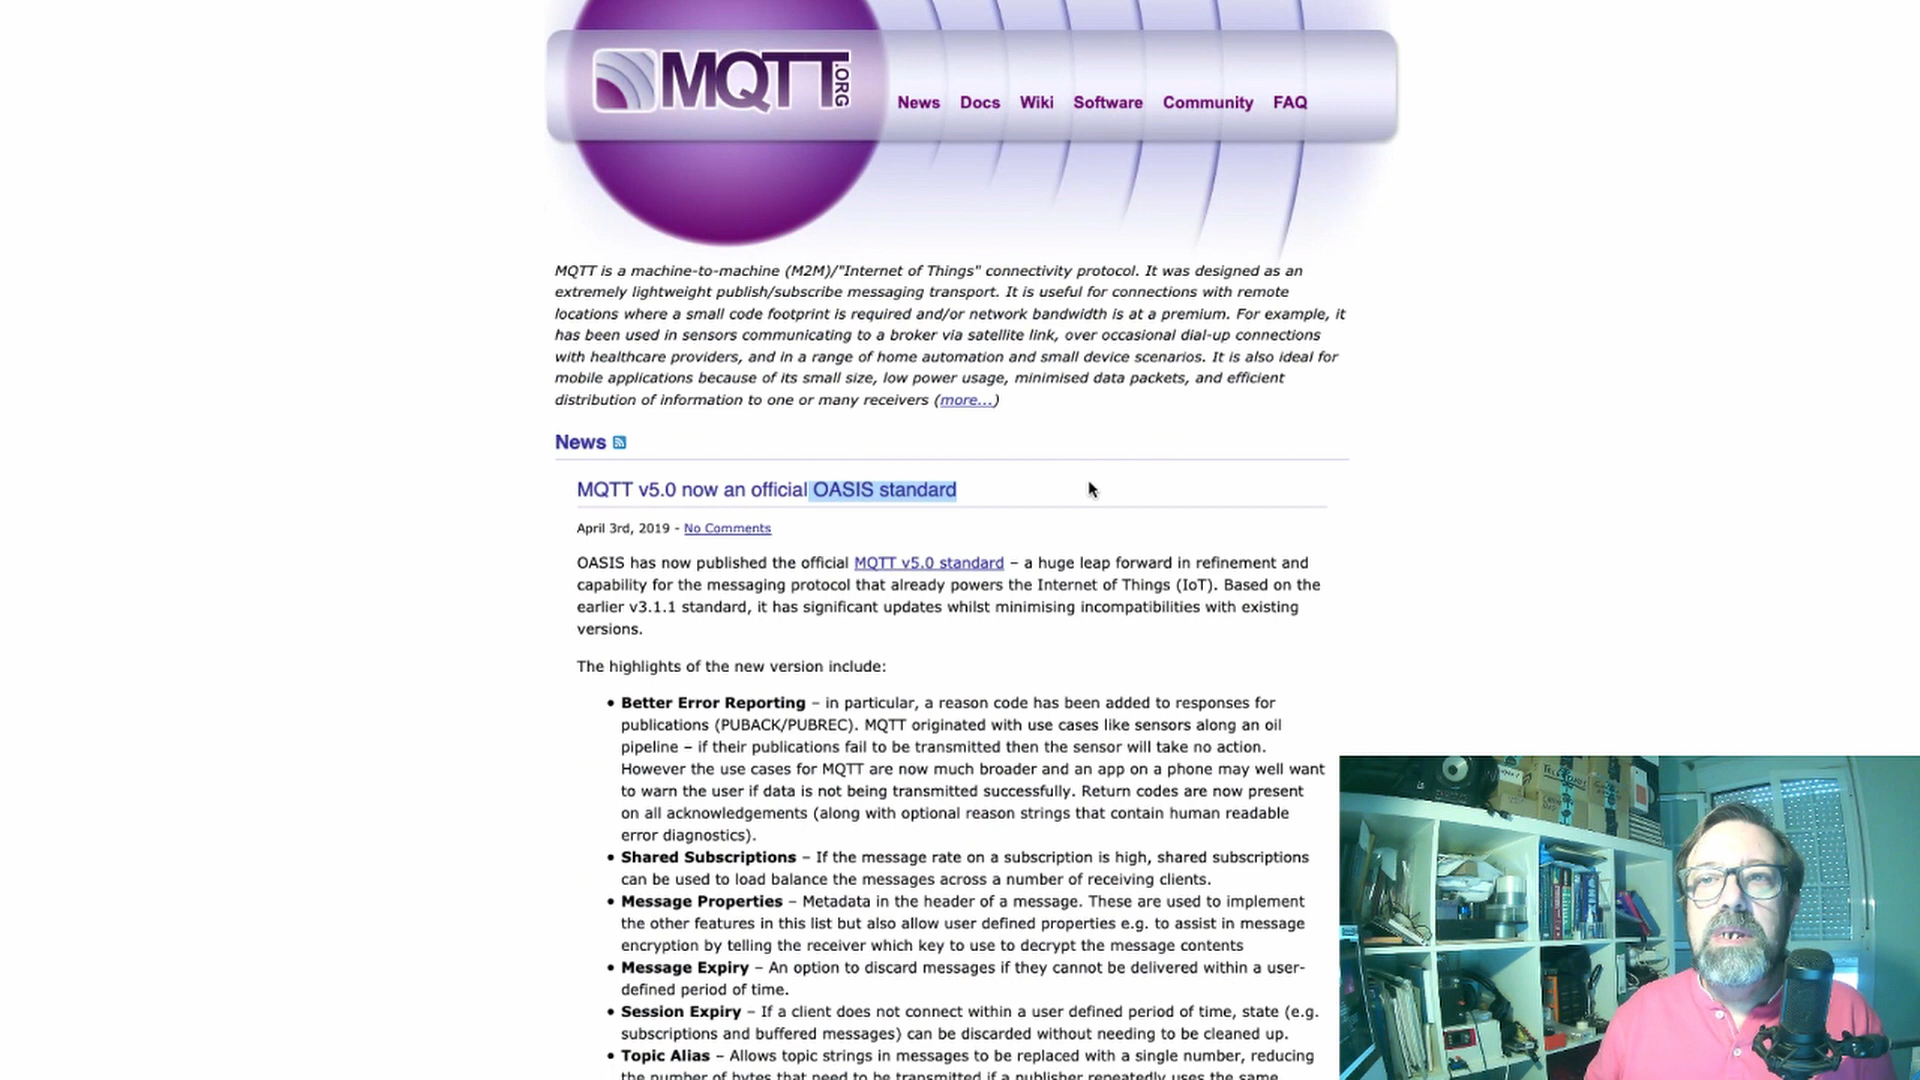 MQTT.ORG
News Docs Wiki Software Community FAQ
MQTT is a machine-to-machine (M2M)/"Internet of Things" connectivity protocol. It was designed as an
extremely lightweight publish/subscribe messaging transport. It is useful for connections with remote
locations where a small code footprint is required and/or network bandwidth is at a premium. For example, it
has been used in sensors communicating to a broker via satellite link, over occasional dial-up connections
with healthcare providers, and in a range of home automation and small device scenarios. It is also ideal for
mobile applications because of its small size, low power usage, minimised data packets, and efficient
distribution of information to one or many receivers (more...)
News
MQTT v5.0 now an official OASIS standard
April 3rd, 2019 - No Comments
OASIS has now published the official MQTT v5.0 standard – a huge leap forward in refinement and
capability for the messaging protocol that already powers the Internet of Things (IoT). Based on the
earlier v3.1.1 standard, it has significant updates whilst minimising incompatibilities with existing
versions.
The highlights of the new version include:
• Better Error Reporting – in particular, a reason code has been added to responses for
publications (PUBACK/PUBREC). MQTT originated with use cases like sensors along an oil
pipeline – if their publications fail to be transmitted then the sensor will take no action.
However the use cases for MQTT are now much broader and an app on a phone may well want
to warn the user if data is not being transmitted successfully. Return codes are now present
on all acknowledgements (along with optional reason strings that contain human readable
error diagnostics).
• Shared Subscriptions – If the message rate on a subscription is high, shared subscriptions
can be used to load balance the messages across a number of receiving clients.
• Message Properties – Metadata in the header of a message. These are used to implement
the other features in this list but also allow user defined properties e.g. to assist in message
encryption by telling the receiver which key to use to decrypt the message contents
• Message Expiry – An option to discard messages if they cannot be delivered within a user-
defined period of time.
• Session Expiry – If a client does not connect within a user defined period of time, state (e.g.
subscriptions and buffered messages) can be discarded without needing to be cleaned up.
• Topic Alias – Allows topic strings in messages to be replaced with a single number, reducing
the number of bytes that need to be transmitted if a publisher repeatedly uses the same